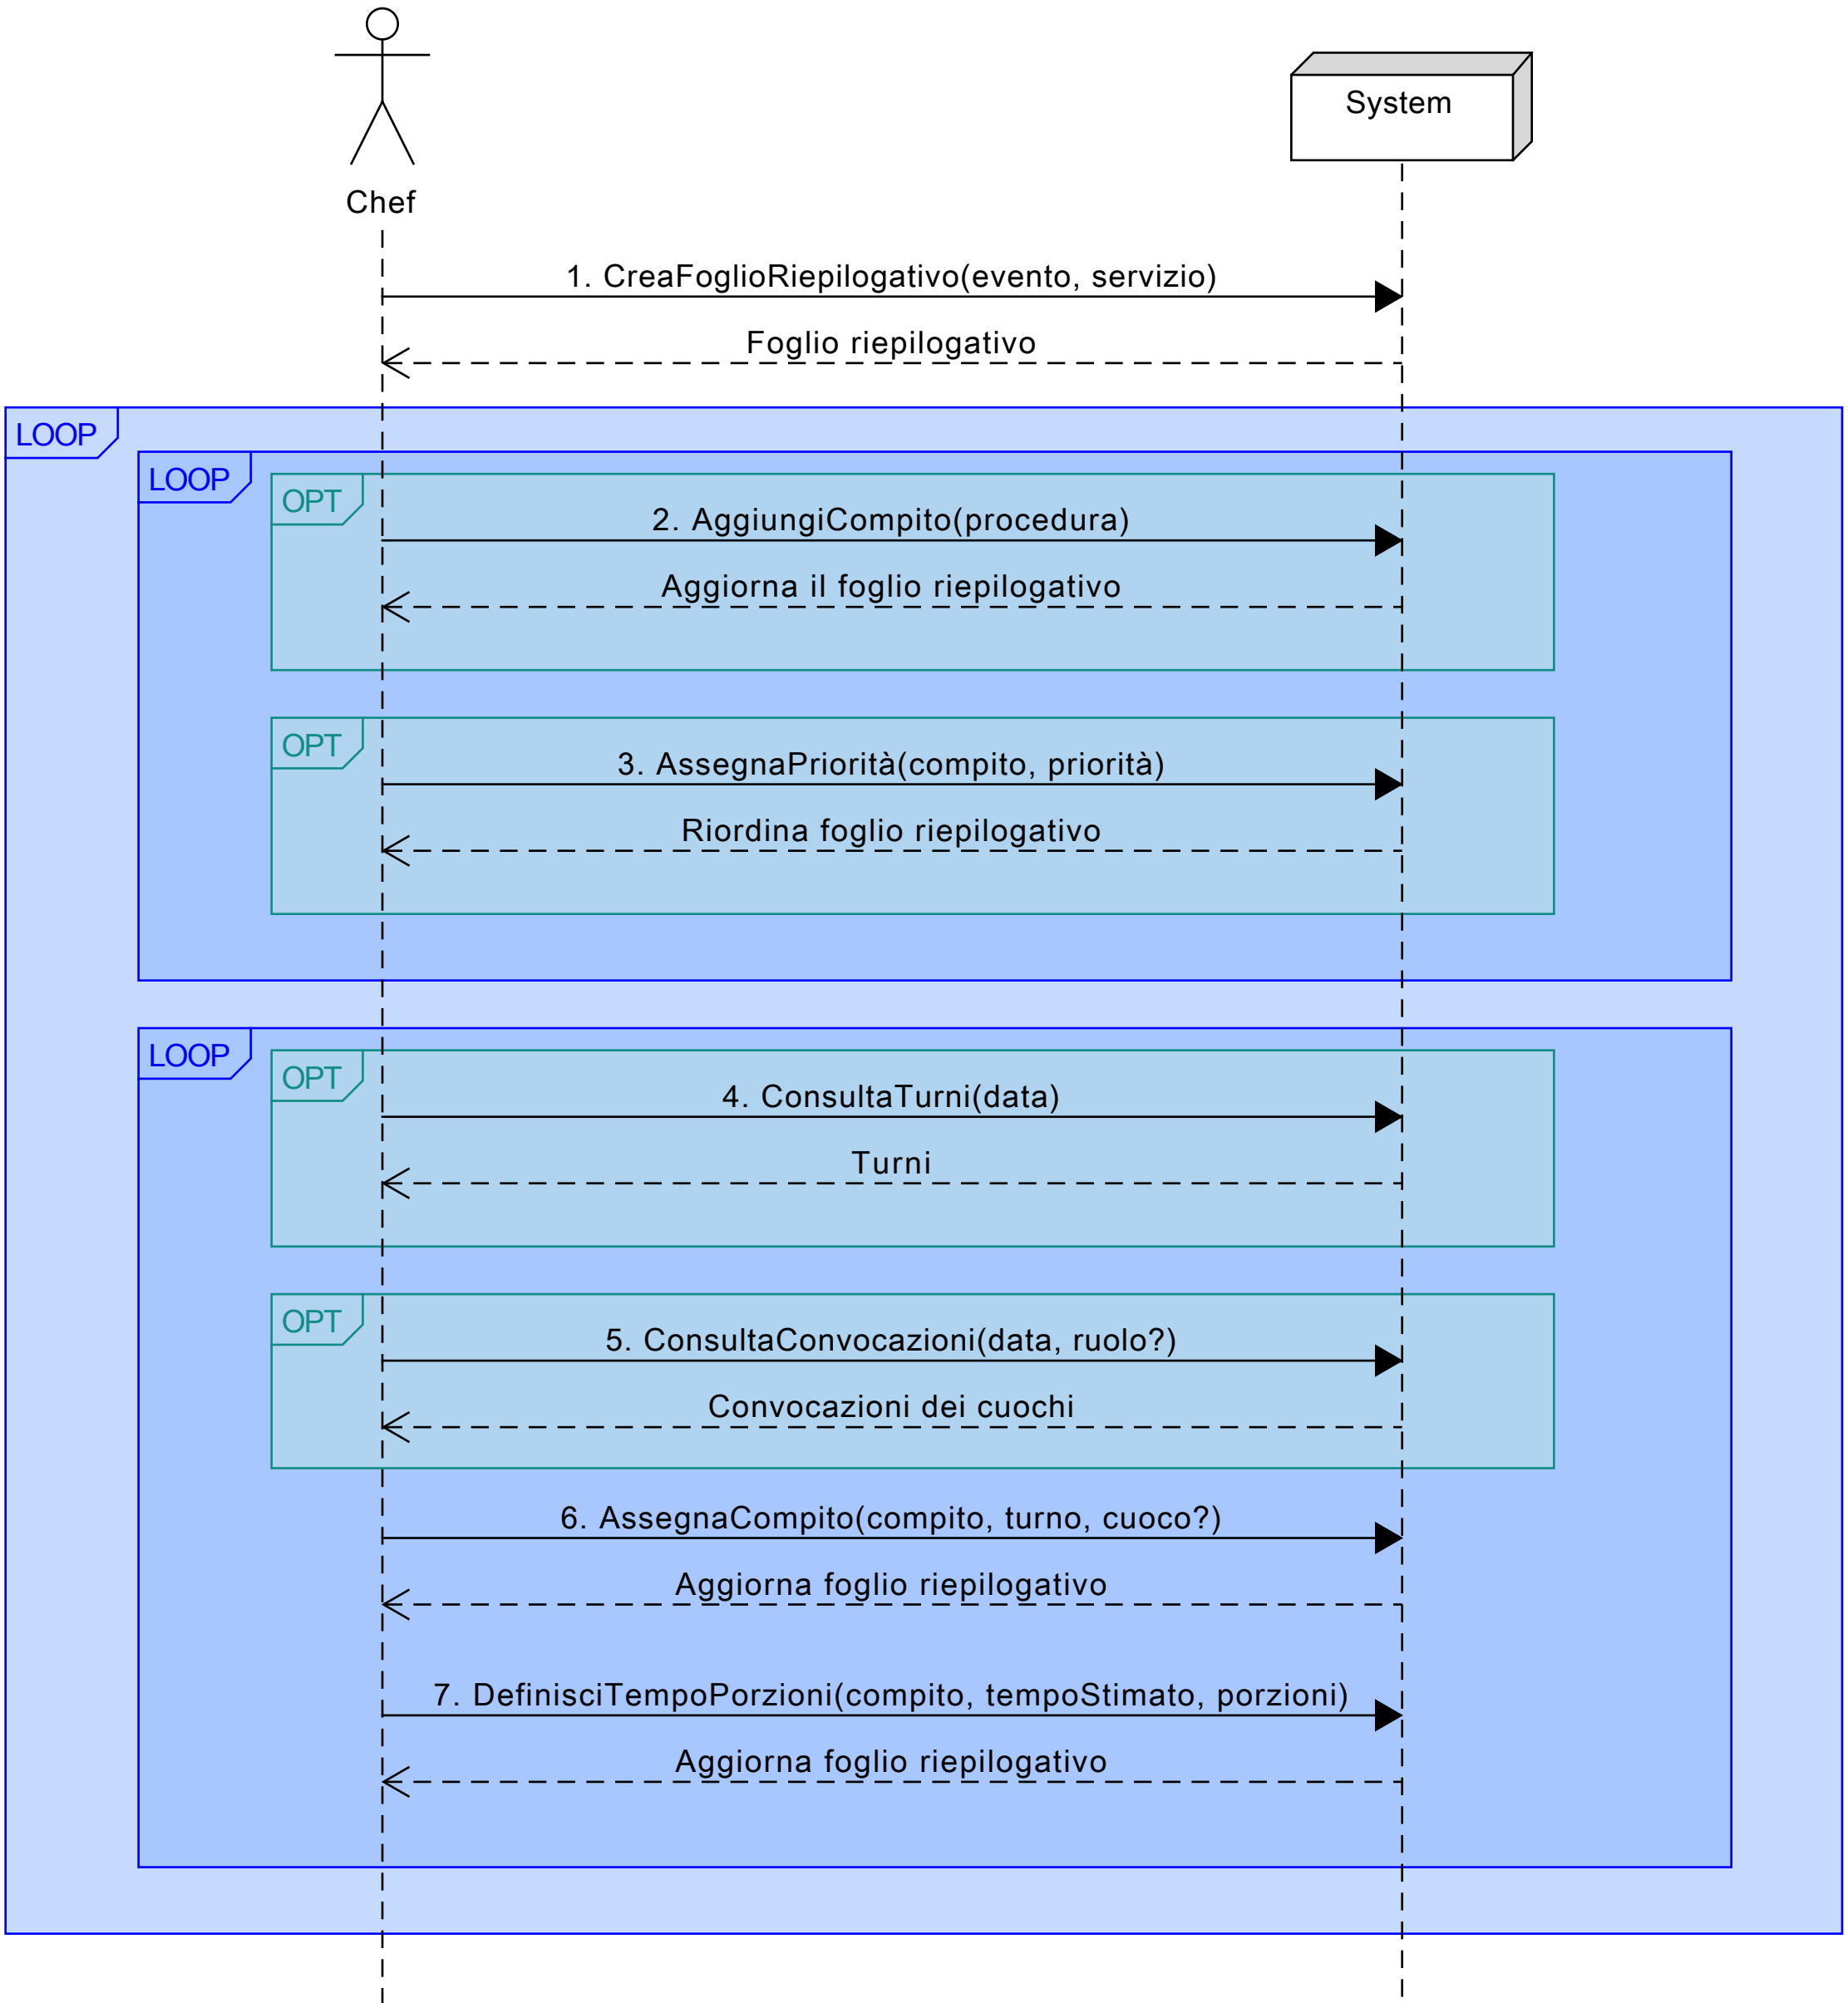 System
Chef
1. CreaFoglioRiepilogativo(evento, servizio)
Foglio riepilogativo
LOOP
LOOP
OPT
2. AggiungiCompito(procedura)
Aggiorna il foglio riepilogativo
OPT
3. AssegnaPriorità(compito, priorità)
Riordina foglio riepilogativo
LOOP
OPT
4. ConsultaTurni(data)
Turni
OPT
5. ConsultaConvocazioni(data, ruolo?)
Convocazioni dei cuochi
6. AssegnaCompito(compito, turno, cuoco?)
Aggiorna foglio riepilogativo
7. DefinisciTempoPorzioni(compito, tempoStimato, porzioni)
Aggiorna foglio riepilogativo